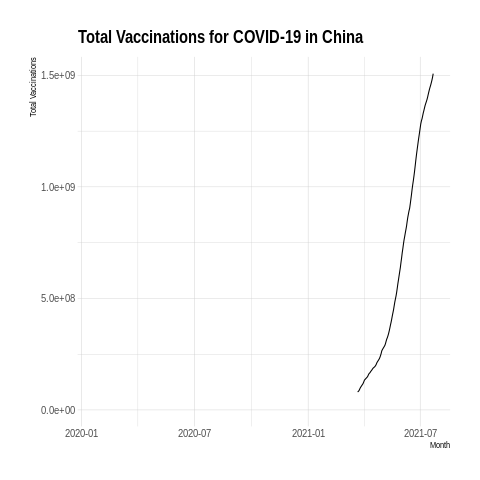 Total Vaccinations for COVID-19 in China
Total Vaccinations
1.5e+09
1.0e+09
5.0e+08
0.0e+00
2020-01 2020-07 2021-01 2021-07
Month